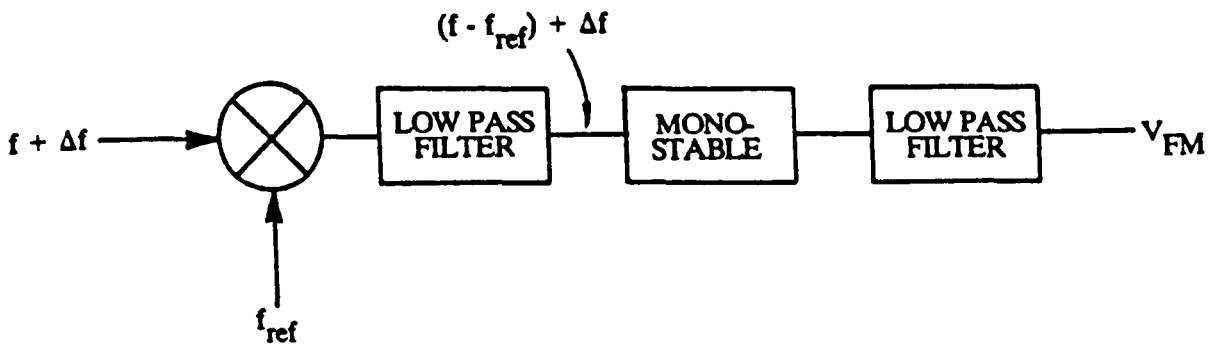 (f - f_ref) + Δf
f + Δf
LOW PASS
FILTER
MONO-
STABLE
LOW PASS
FILTER
V_FM
f_ref